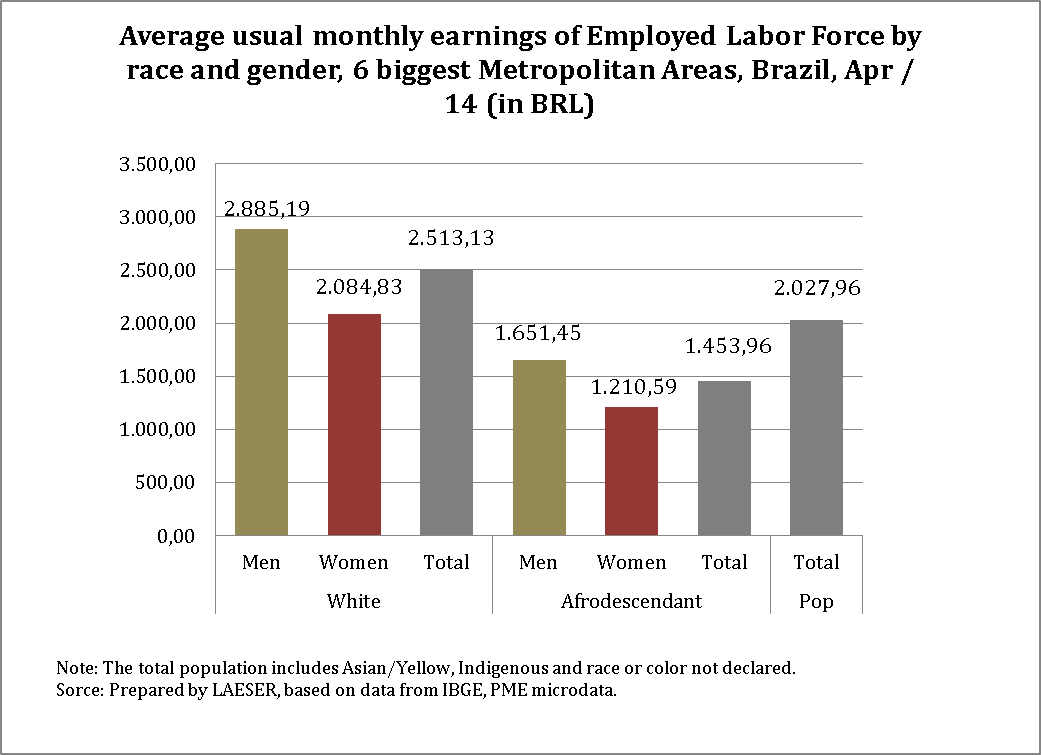 Average usual monthly earnings of Employed Labor Force by
race and gender, 6 biggest Metropolitan Areas, Brazil, Apr /
14 (in BRL)
3.500,00
3.000,00
2.500,00
2.000,00
1.500,00
1.000,00
500,00
0,00
2.885,19
2.084,83
2.513,13
1.651,45
1.210,59
1.453,96
2.027,96
Men Women Total Men Women Total Total
White Afrodescendant Pop
Note: The total population includes Asian/Yellow, Indigenous and race or color not declared.
Sorce: Prepared by LAESER, based on data from IBGE, PME microdata.